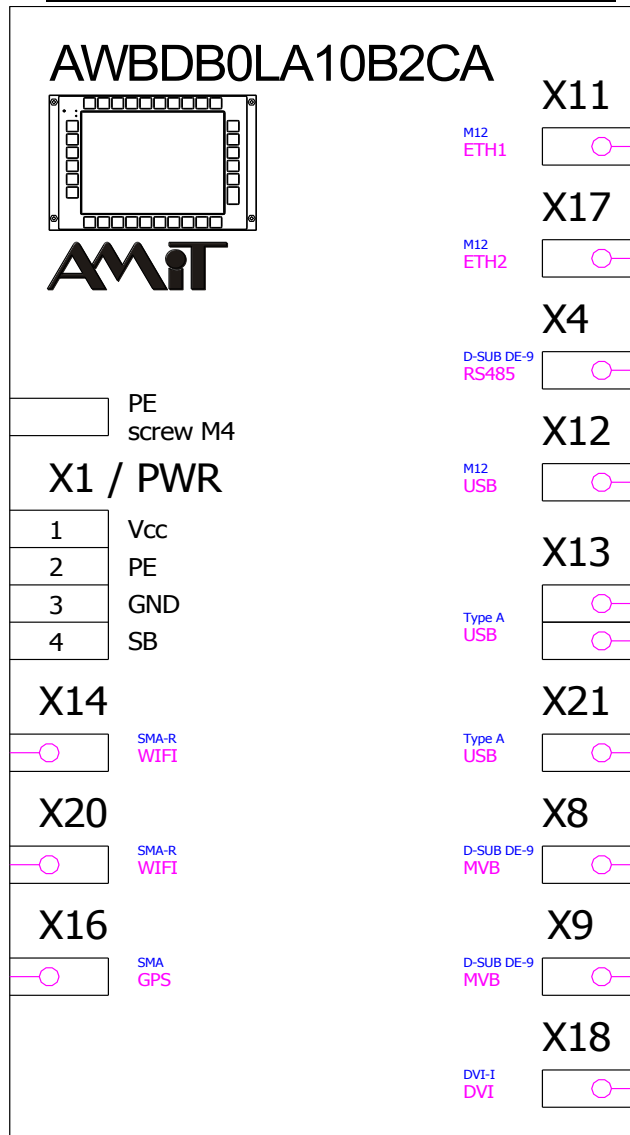 AWBDB0LA10B2CA
AMiT
PE
screw M4
X1 / PWR
1 Vcc
2 PE
3 GND
4 SB
X14
SMA-R
WIFI
X20
SMA-R
WIFI
X16
SMA
GPS
X11
M12
ETH1
X17
M12
ETH2
X4
D-SUB DE-9
RS485
X12
M12
USB
X13
Type A
USB
X21
Type A
USB
X8
D-SUB DE-9
MVB
X9
D-SUB DE-9
MVB
X18
DVI-I
DVI